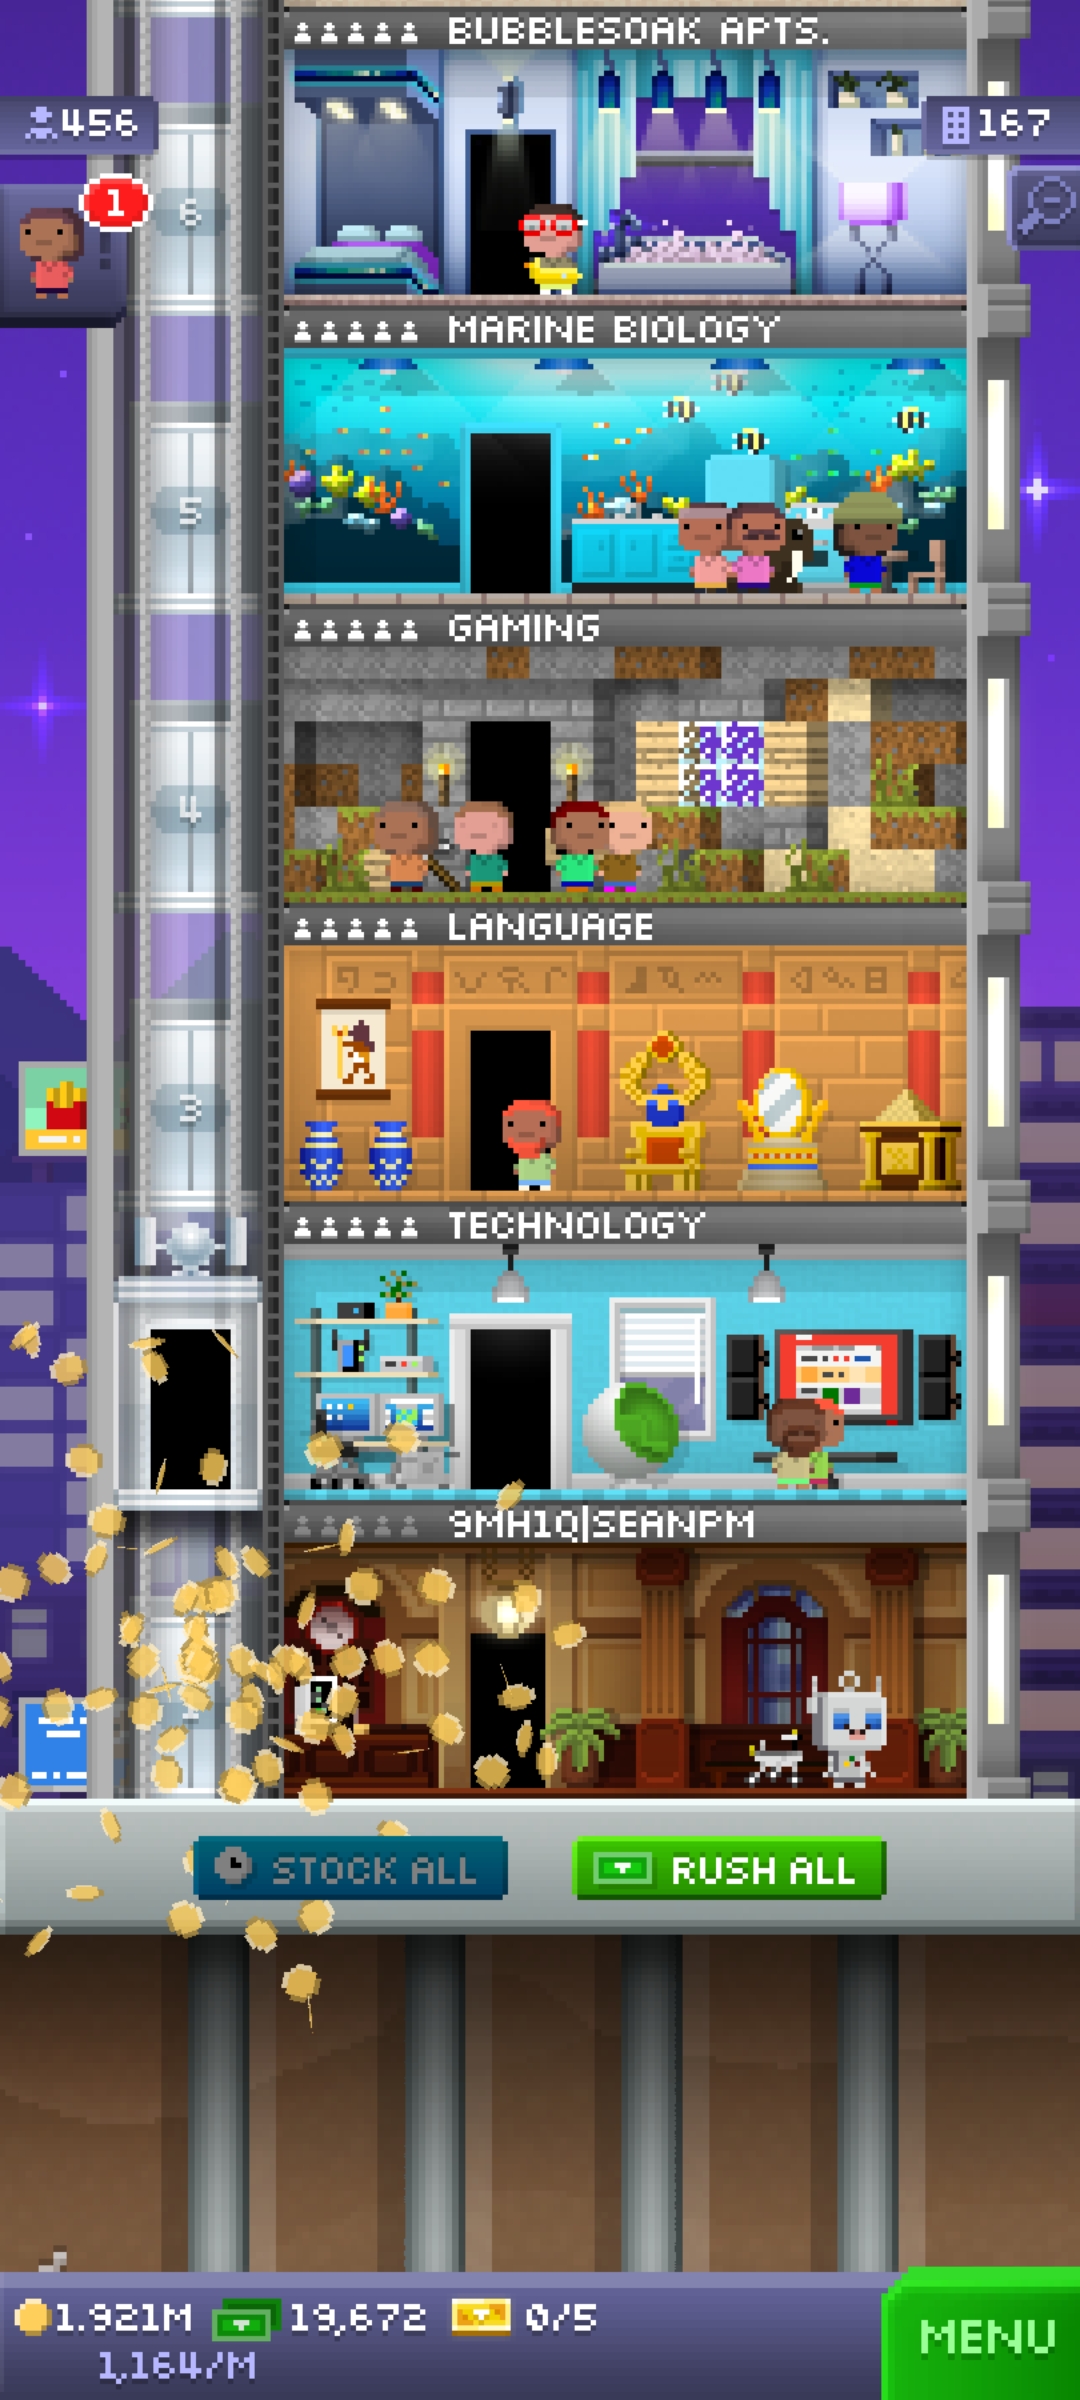 BUBBLESOAK APTS.
456
167
1
6
MARINE BIOLOGY
5
GAMING
4
LANGUAGE
3
TECHNOLOGY
9MH1Q|SEANPM
STOCK ALL
RUSH ALL
1.921M
19,672
0/5
MENU
1,164/M